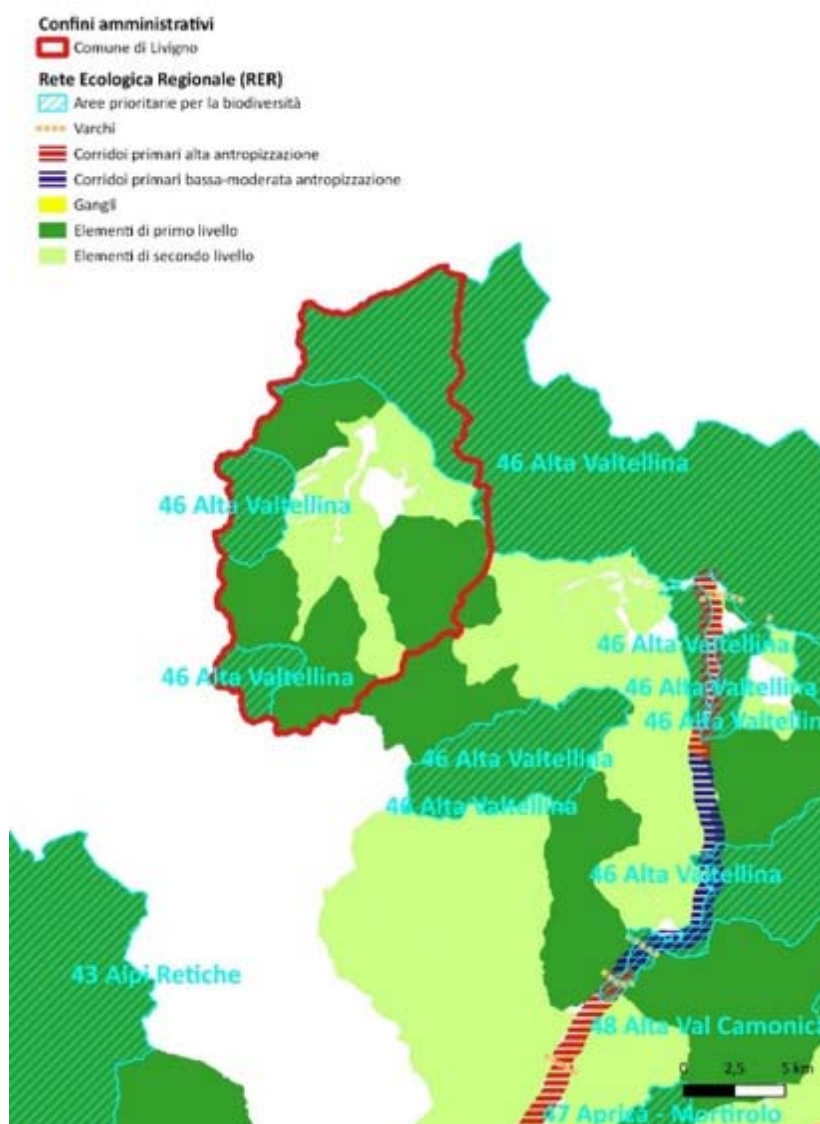 Confini amministrativi
Comune di Livigno
Rete Ecologica Regionale (RER)
Aree prioritarie per la biodiversità
Varchi
Corridoi primari alta antropizzazione
Corridoi primari bassa-moderata antropizzazione
Gangli
Elementi di primo livello
Elementi di secondo livello
46 Alta Valtellina
46 Alta Valtellina
46 Alta Valtellina
46 Alta Valtellina
46 Alta Valtellina
46 Alta Valtellin
46 Alta Valtellina
46 Alta Valtellina
46 Alta Valtellina
43 Alpi Retiche
48 Alta Val Camonica
0 2,5 5 km
47 Aprica - Mortirolo